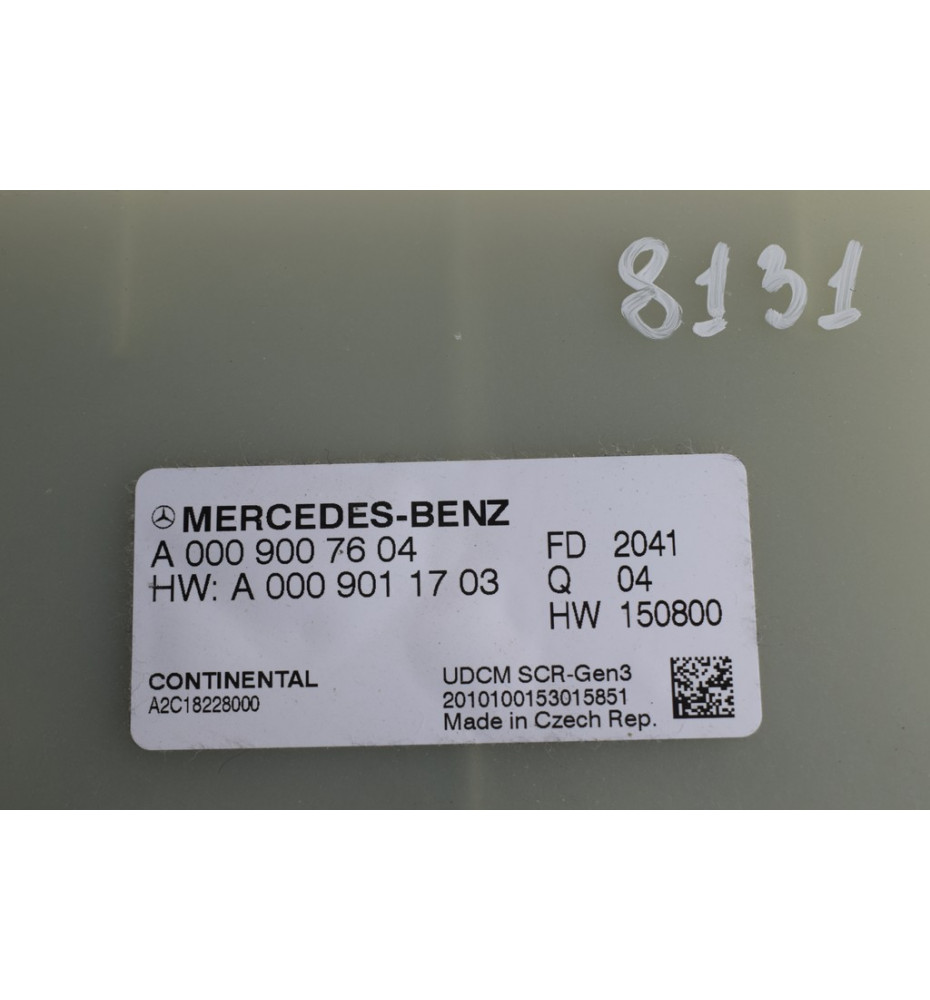 8131
MERCEDES-BENZ
A 000 900 76 04
HW: A 000 901 17 03
FD 2041
Q 04
HW 150800
CONTINENTAL
A2C18228000
UDCM SCR-Gen3
2010100153015851
Made in Czech Rep.